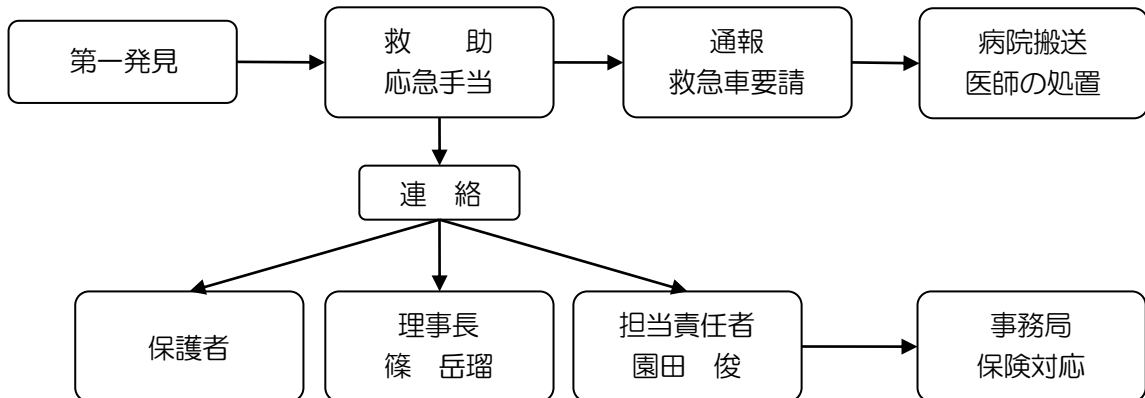 第一発見
救　助
応急手当
通報
救急車要請
病院搬送
医師の処置
連　絡
保護者
理事長
篠　岳瑠
担当責任者
園田　俊
事務局
保険対応